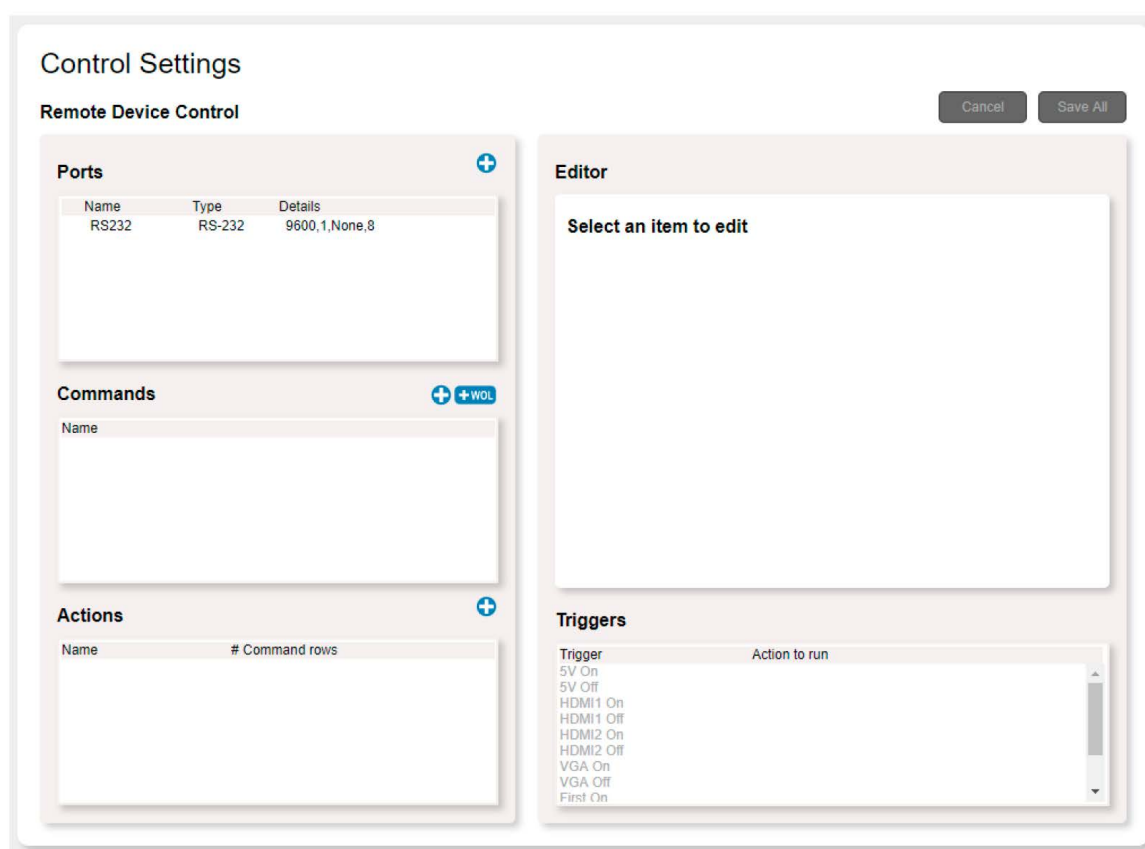 Control Settings
Remote Device Control
Cancel
Save All
Ports
Name Type Details
RS232 RS-232 9600,1,None,8
Commands
+WOL
Name
Actions
Name # Command rows
Editor
Select an item to edit
Triggers
Trigger Action to run
5V On
5V Off
HDMI1 On
HDMI1 Off
HDMI2 On
HDMI2 Off
VGA On
VGA Off
First On